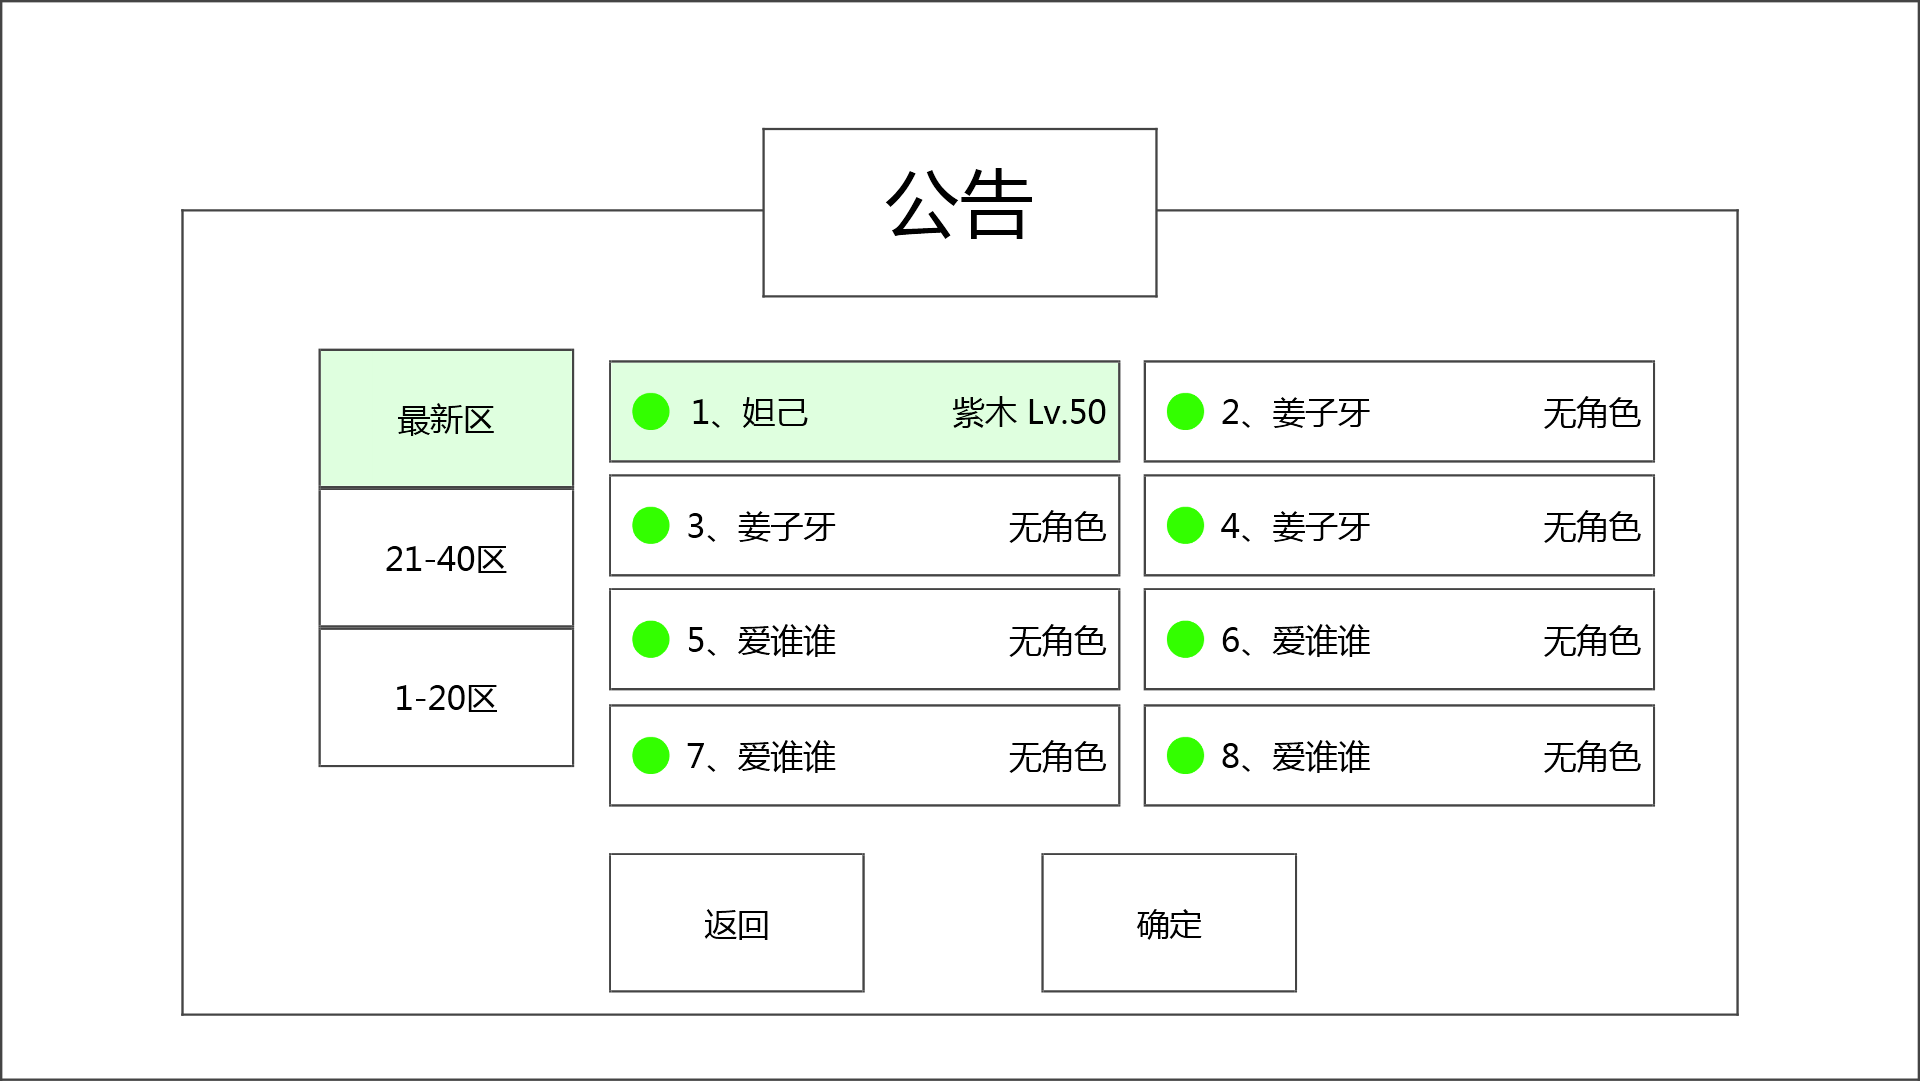 公告
最新区
21-40区
1-20区
1、妲己 紫木 Lv.50
2、姜子牙 无角色
3、姜子牙 无角色
4、姜子牙 无角色
5、爱谁谁 无角色
6、爱谁谁 无角色
7、爱谁谁 无角色
8、爱谁谁 无角色
返回
确定